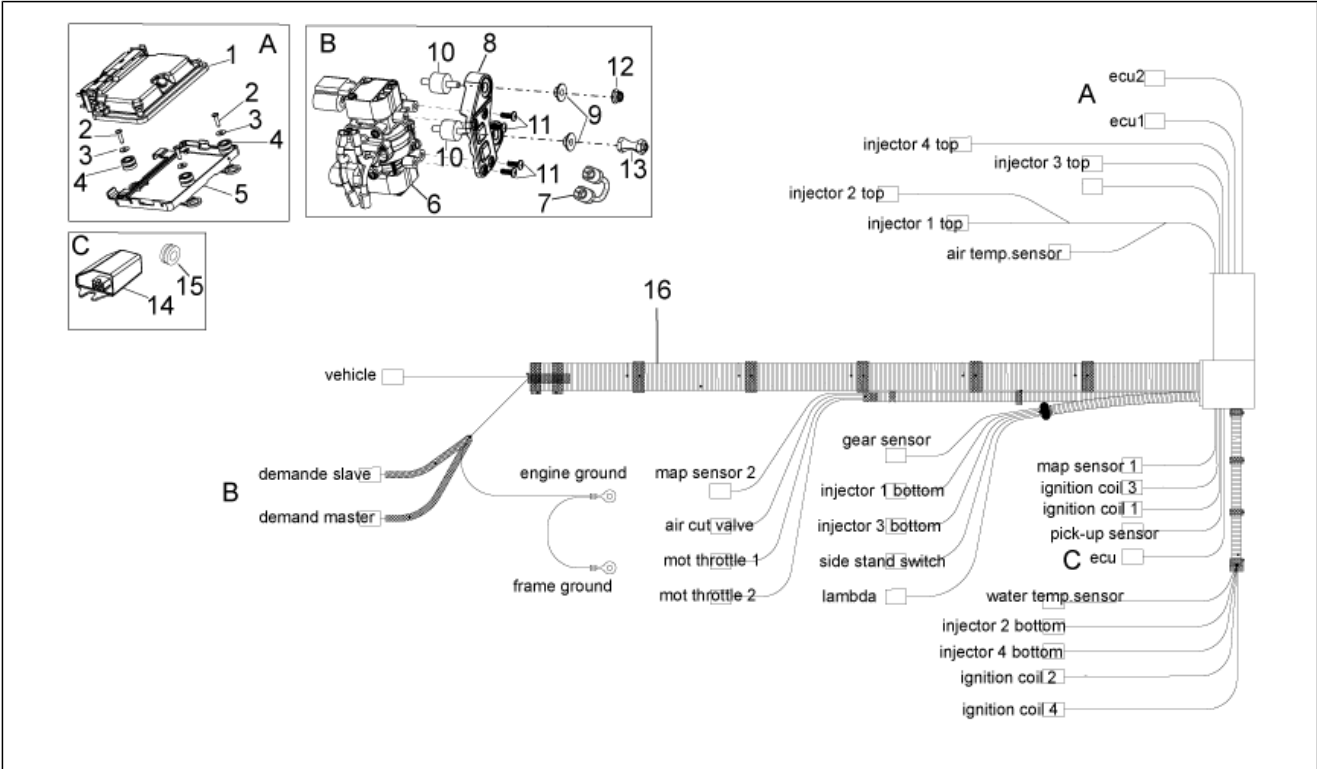 A
1
2
3
4
2
3
4
5
B
10
8
12
9
11
10
13
11
6
7
C
15
14
16
A
ecu2
ecu1
injector 4 top
injector 3 top
injector 2 top
injector 1 top
air temp.sensor
vehicle
B
demande slave
demand master
engine ground
frame ground
map sensor 2
air cut valve
mot throttle 1
mot throttle 2
gear sensor
injector 1 bottom
injector 3 bottom
side stand switch
lambda
map sensor 1
ignition coil 3
ignition coil 1
pick-up sensor
C ecu
water temp.sensor
injector 2 bottom
injector 4 bottom
ignition coil 2
ignition coil 4